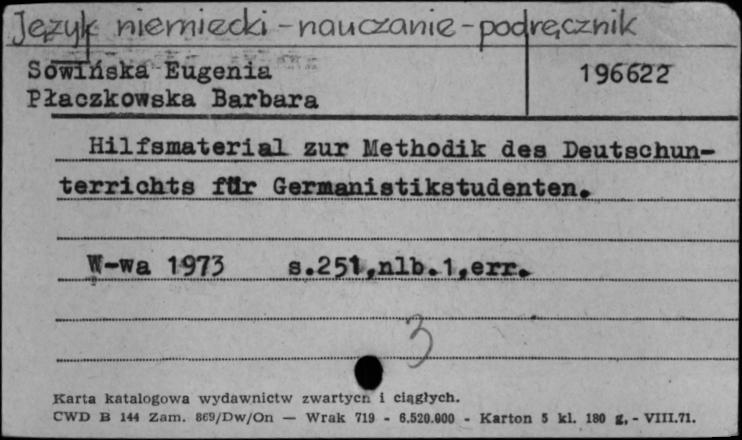 Język niemiecki - nauczanie - podręcznik
Sowińska Eugenia
196622
Płaczkowska Barbara
Hilfsmaterial zur Methodik des Deutschun-
terrichts für Germanistikstudenten.
W-wa 1973 s.251,nlb.1,err.
3
Karta katalogowa wydawnictw zwartych i ciągłych.
CWD B 144 Zam. 869/Dw/On — Wrak 719 - 6.520.000 - Karton 5 kl. 180 g, - VIII.71.